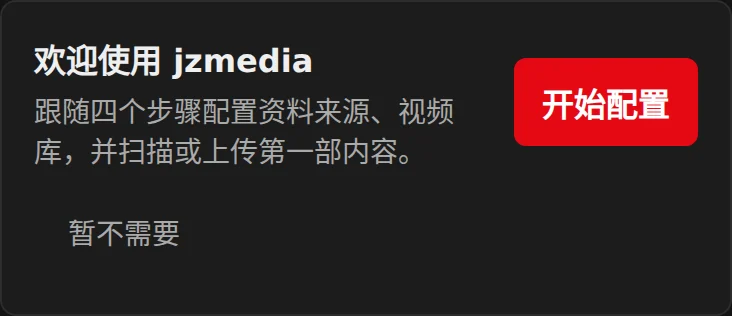 欢迎使用 jzmedia
跟随四个步骤配置资料来源、视频
库，并扫描或上传第一部内容。
开始配置
暂不需要